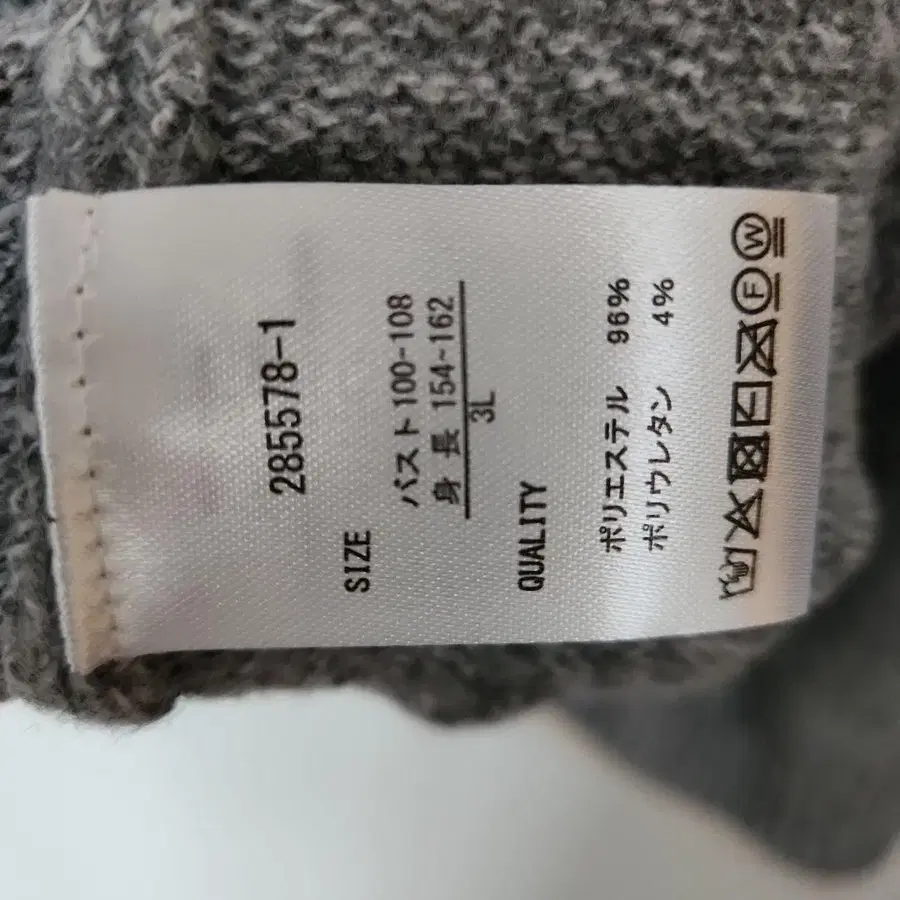 285578-1
SIZE
バスト 100-108
身 長 154-162
3L
QUALITY
ポリエステル 96%
ポリウレタン 4%
F W